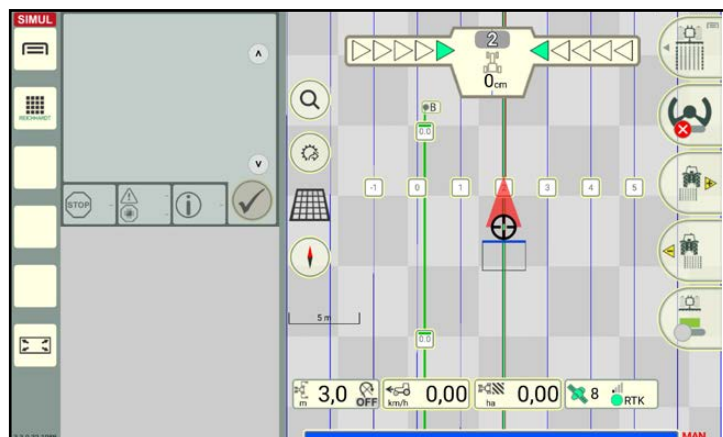 SIMUL
REICHHARDT
STOP
2
0cm
B
0.0
-1 0 1 2 3 4 5
5 m
0.0
m 3,0 OFF
km/h 0,00
ha 0,00
8 RTK
MAN